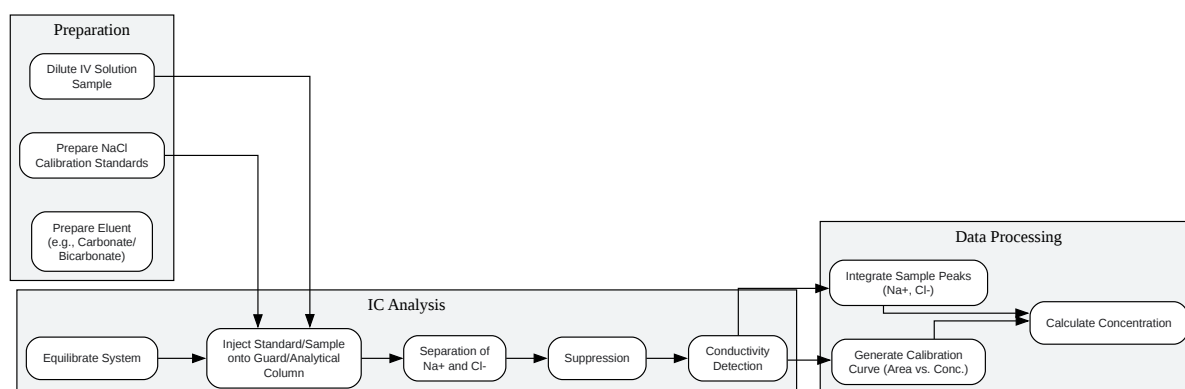 Preparation
Dilute IV Solution
Sample
Prepare NaCl
Calibration Standards
Prepare Eluent
(e.g., Carbonate/
Bicarbonate)
IC Analysis
Equilibrate System
Inject Standard/Sample
onto Guard/Analytical
Column
Separation of
Na+ and Cl-
Suppression
Conductivity
Detection
Data Processing
Integrate Sample Peaks
(Na+, Cl-)
Generate Calibration
Curve (Area vs. Conc.)
Calculate Concentration